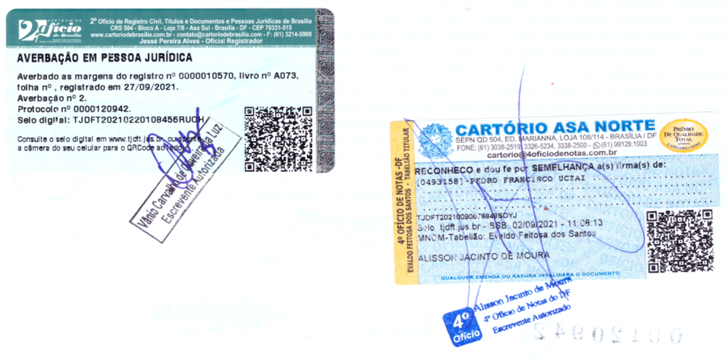 2º Ofício
de Brasília
2º Ofício de Registro Civil, Títulos e Documentos e Pessoas Jurídicas de Brasília
CRS 504 - Bloco A - Loja 7/8 - Asa Sul - Brasília - DF - CEP 70331-515
www.cartoriodebrasilia.com.br - contato@cartoriodebrasilia.com.br - F: (61) 3214-5900
Jessé Pereira Alves - Oficial Registrador
AVERBAÇÃO EM PESSOA JURÍDICA
Averbado as margens do registro nº 0000010570, livro nº A073,
folha nº , registrado em 27/09/2021.
Averbação nº 2.
Protocolo nº 0000120942.
Selo digital: TJDFT20210220108456RUOH
Consulte o selo digital em www.tjdft.jus.br, ou
a câmera do seu celular para o QRCode
Vânia Carvalho de Luz
Escrevente Autorizada
CARTÓRIO ASA NORTE
SEPN QD 504, ED. MARIANNA, LOJA 108/114 - BRASÍLIA / DF
FONE: (61) 3038-2519, 3326-5234, 3338-2500 - (61) 99129.1003
cartorio@4oficiodenotas.com.br
PRÊMIO
DE QUALIDADE
TOTAL
4º OFÍCIO DE NOTAS -DF
EVALDO FEITOSA DOS SANTOS - TABELIÃO TITULAR
RECONHEÇO e dou fé por SEMELHANÇA a(s) firma(s) de:
[0493158]-PEDRO FRANCISCO UCZAI
TJDFT20210090678849SDYJ
Selo tjdft.jus.br - BSB, 02/09/2021 - 11:08:13
MNOM-Tabelião: Evaldo Feitosa dos Santos
ALISSON JACINTO DE MOURA
QUALQUER EMENDA OU RASURA INVALIDARÁ O DOCUMENTO
4º
Ofício
Alisson Jacinto de Moura
4º Ofício de Notas do DF
Escrevente Autorizado
00120942